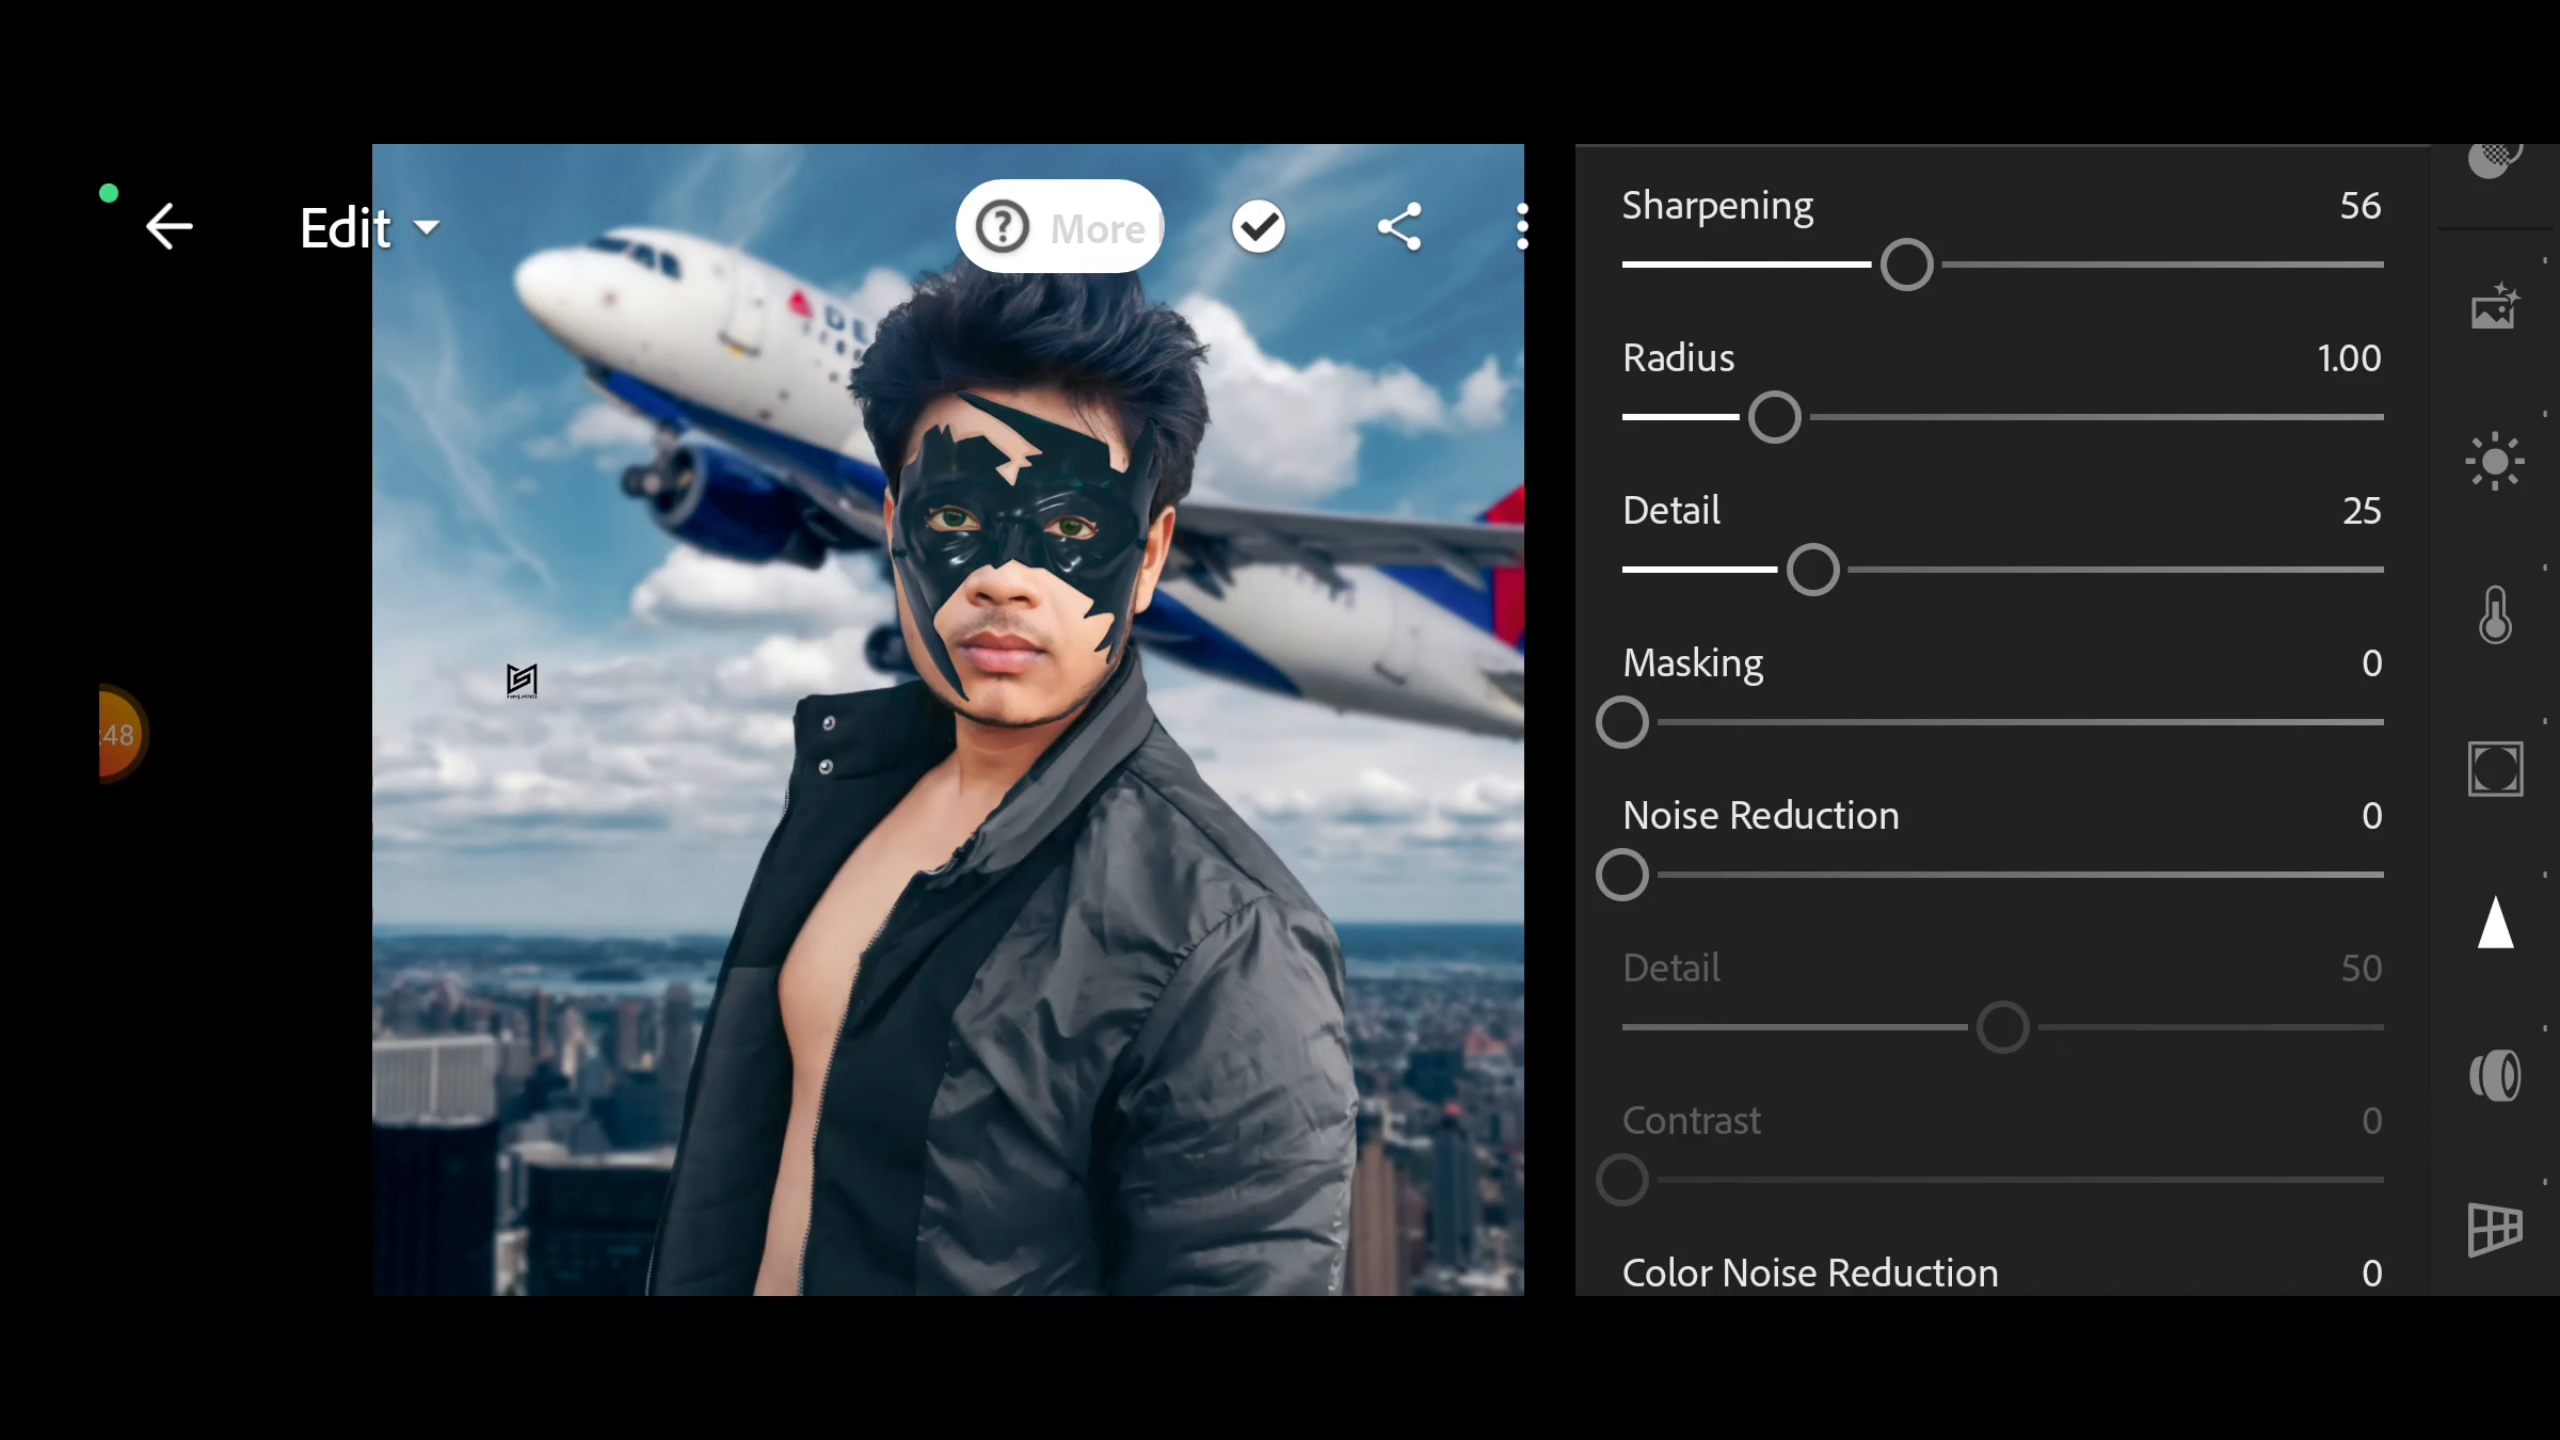 Edit
More
Sharpening 56
Radius 1.00
Detail 25
Masking 0
Noise Reduction 0
Detail 50
Contrast 0
Color Noise Reduction 0
:48
DEL